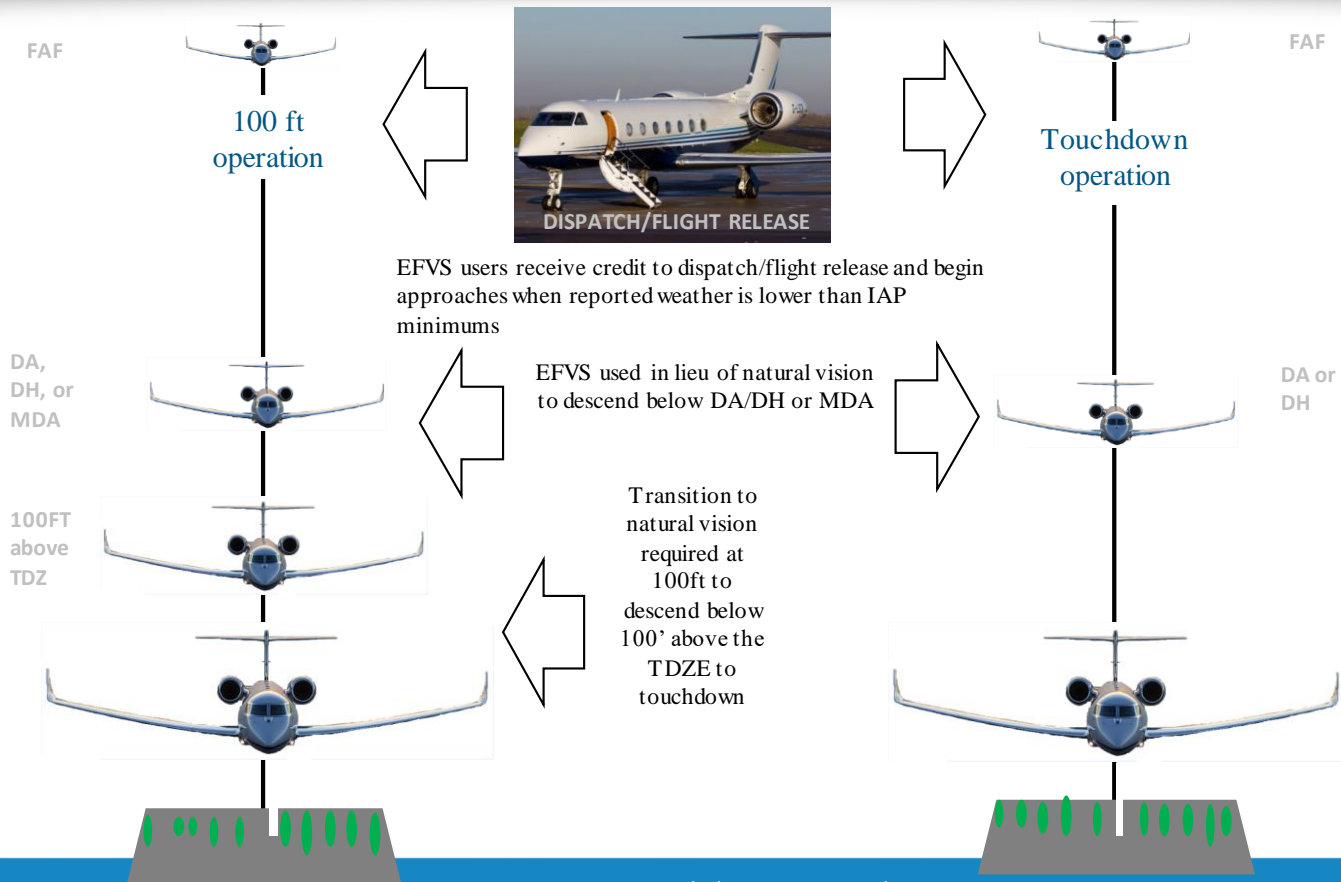 FAF
FAF
100 ft
operation
Touchdown
operation
DISPATCH/FLIGHT RELEASE
EFVS users receive credit to dispatch/flight release and begin
approaches when reported weather is lower than IAP
minimums
DA,
DH, or
MDA
EFVS used in lieu of natural vision
to descend below DA/DH or MDA
DA or
DH
100FT
above
TDZ
Transition to
natural vision
required at
100ft to
descend below
100’ above the
TDZE to
touchdown